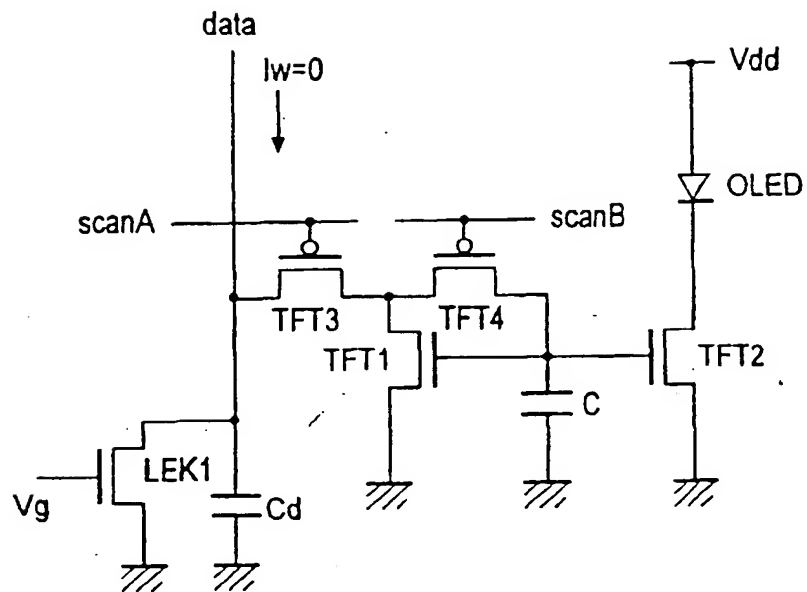 data
Iw=0
Vdd
OLED
scanA
scanB
TFT3
TFT4
TFT1
TFT2
C
LEK1
Vg
Cd